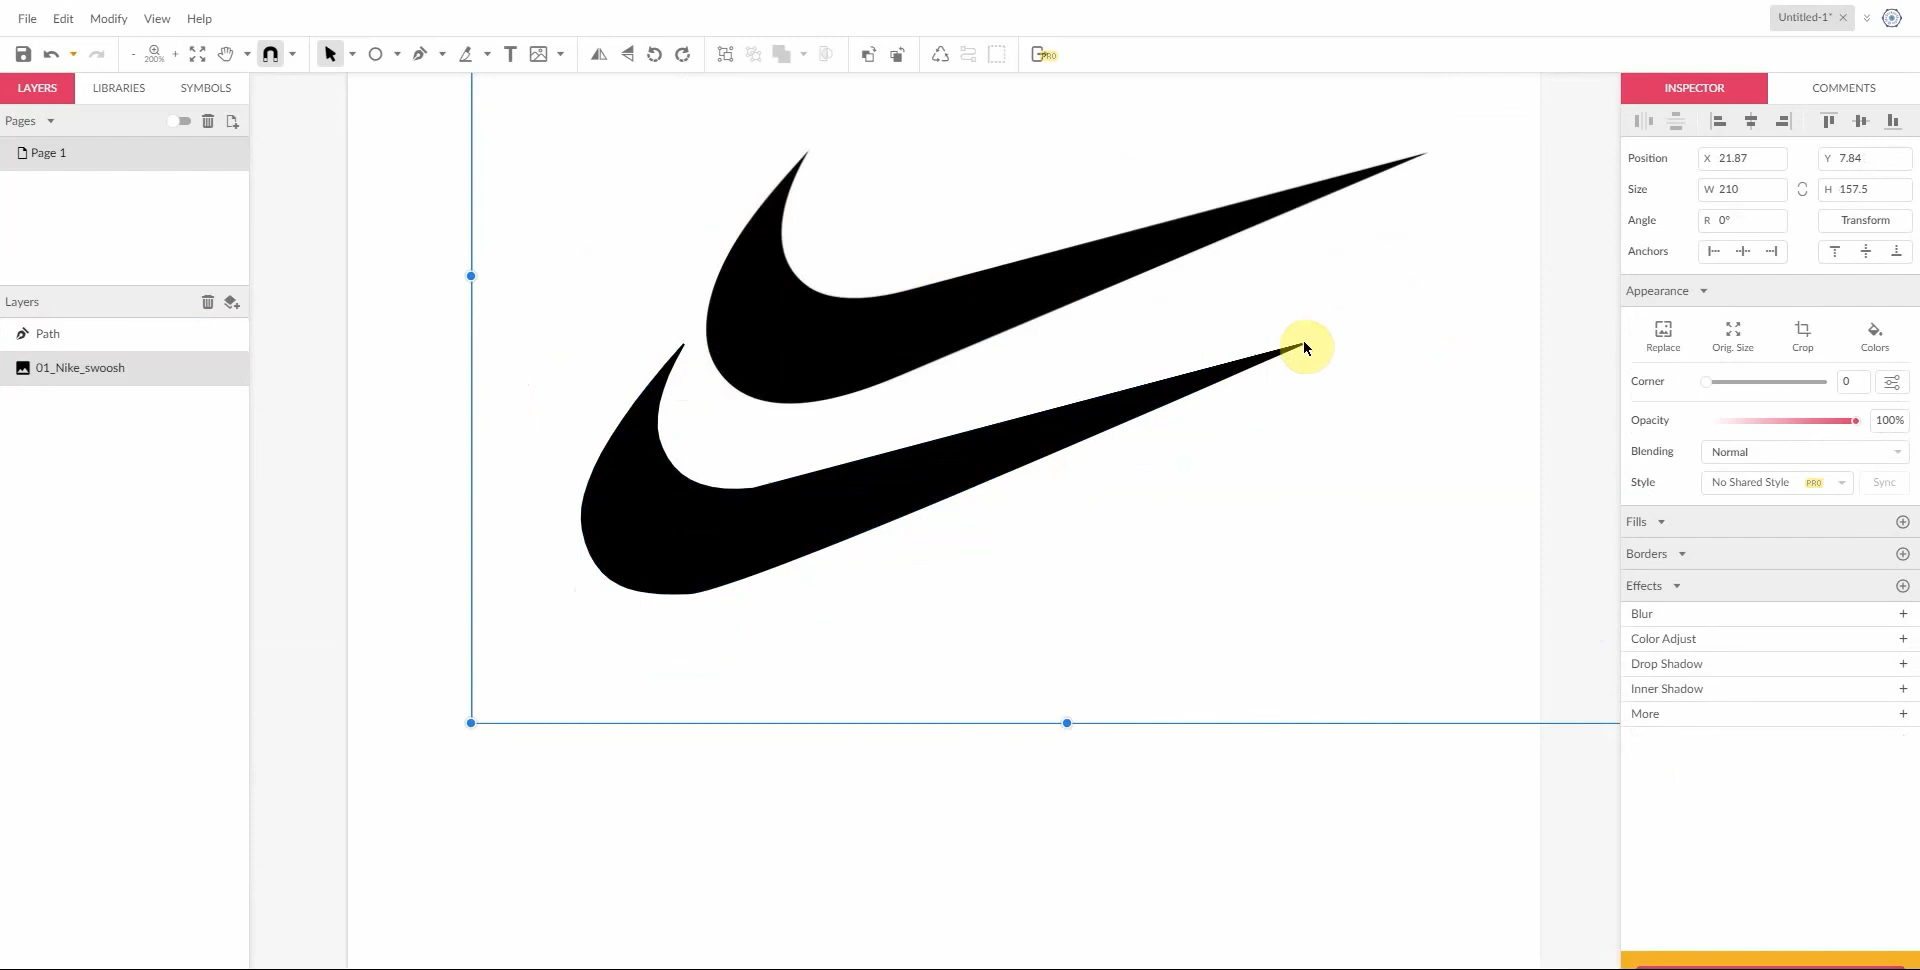 File Edit Modify View Help
Untitled-1*
200%
PRO
LAYERS LIBRARIES SYMBOLS
INSPECTOR COMMENTS
Pages
Page 1
Layers
Path
01_Nike_swoosh
Position X 21.87 Y 7.84
Size W 210 H 157.5
Angle R 0° Transform
Anchors
Appearance
Replace Orig. Size Crop Colors
Corner 0
Opacity 100%
Blending Normal
Style No Shared Style PRO Sync
Fills
Borders
Effects
Blur
Color Adjust
Drop Shadow
Inner Shadow
More